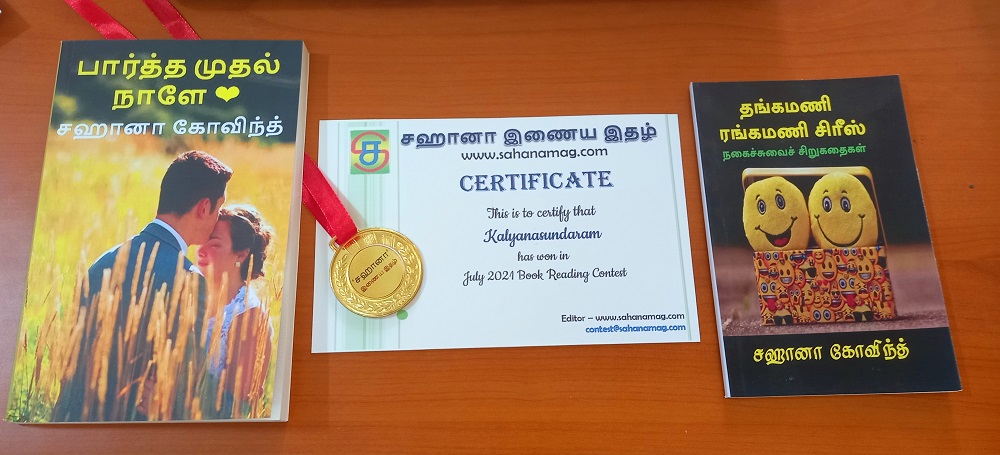 பார்த்த முதல்
நாளே ❤
சஹானா கோவிந்த்
ச
சஹானா இணைய இதழ்
www.sahanamag.com
CERTIFICATE
This is to certify that
Kalyanasundaram
has won in
July 2021 Book Reading Contest
Editor – www.sahanamag.com
contest@sahanamag.com
சஹானா
இணைய இதழ்
தங்கமணி
ரங்கமணி சிரீஸ்
நகைச்சுவைச் சிறுகதைகள்
சஹானா கோவிந்த்